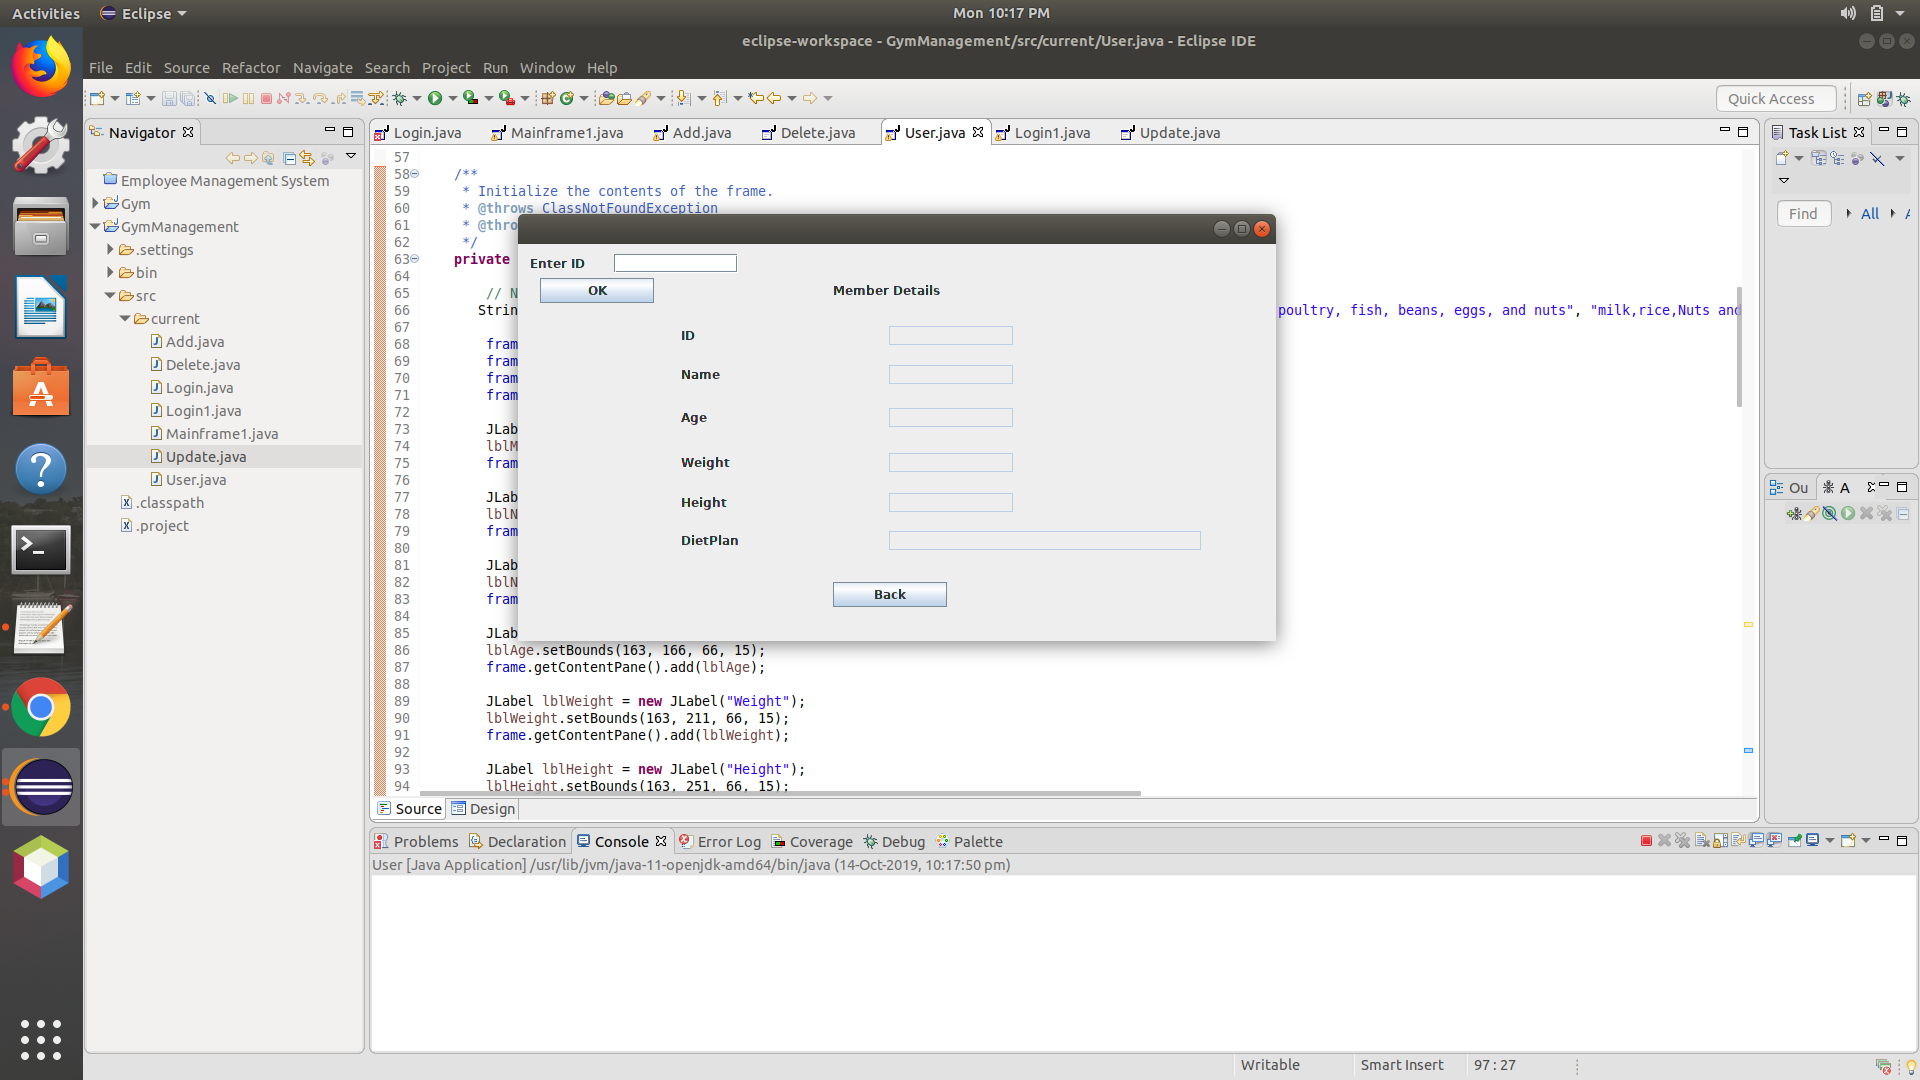 Activities Eclipse Mon 10:17 PM
eclipse-workspace - GymManagement/src/current/User.java - Eclipse IDE
File Edit Source Refactor Navigate Search Project Run Window Help
Quick Access
Navigator
Login.java Mainframe1.java Add.java Delete.java User.java Login1.java Update.java
Task List
Employee Management System
Gym
GymManagement
.settings
bin
src
current
Add.java
Delete.java
Login.java
Login1.java
Mainframe1.java
Update.java
User.java
.classpath
.project
57
58 /**
59 * Initialize the contents of the frame.
60 * @throws ClassNotFoundException
61 * @thro
62 */
63 private
64
65 // N
66 Strin poultry, fish, beans, eggs, and nuts", "milk,rice,Nuts and
67
68 fram
69 fram
70 fram
71 fram
72
73 JLab
74 lblM
75 fram
76
77 JLab
78 lblN
79 fram
80
81 JLab
82 lblN
83 fram
84
85 JLab
86 lblAge.setBounds(163, 166, 66, 15);
87 frame.getContentPane().add(lblAge);
88
89 JLabel lblWeight = new JLabel("Weight");
90 lblWeight.setBounds(163, 211, 66, 15);
91 frame.getContentPane().add(lblWeight);
92
93 JLabel lblHeight = new JLabel("Height");
94 lblHeight.setBounds(163, 251, 66, 15);
Enter ID
OK
Member Details
ID
Name
Age
Weight
Height
DietPlan
Back
Find All
Ou A
Source Design
Problems Declaration Console Error Log Coverage Debug Palette
User [Java Application] /usr/lib/jvm/java-11-openjdk-amd64/bin/java (14-Oct-2019, 10:17:50 pm)
Writable Smart Insert 97 : 27